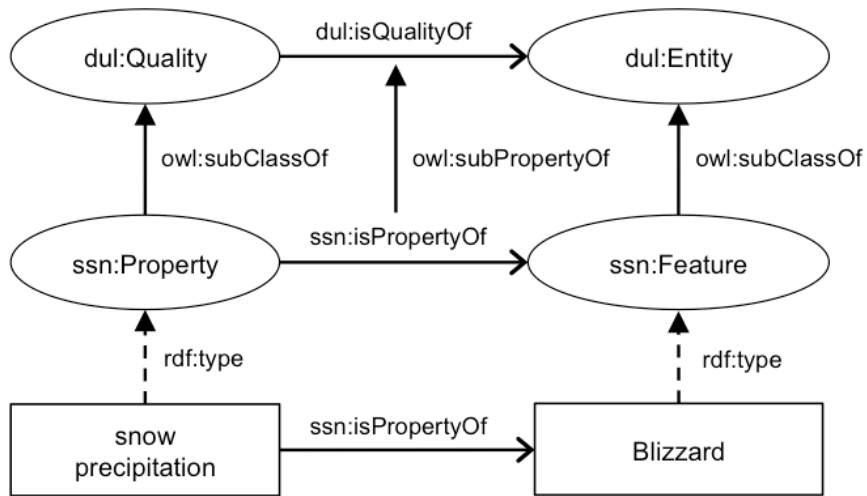 dul:isQualityOf
dul:Quality
dul:Entity
owl:subClassOf
owl:subPropertyOf
owl:subClassOf
ssn:isPropertyOf
ssn:Property
ssn:Feature
rdf:type
rdf:type
snow
precipitation
ssn:isPropertyOf
Blizzard